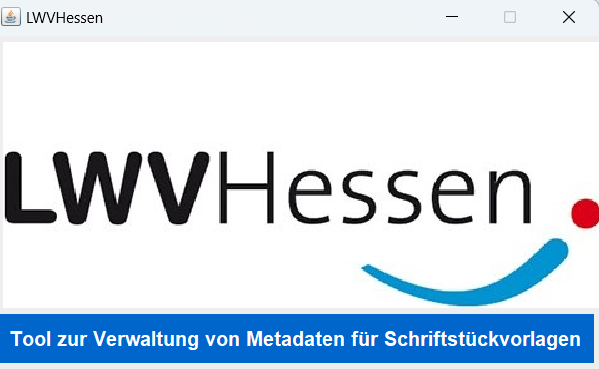 LWVHessen
LWVHessen
Tool zur Verwaltung von Metadaten für Schriftstückvorlagen